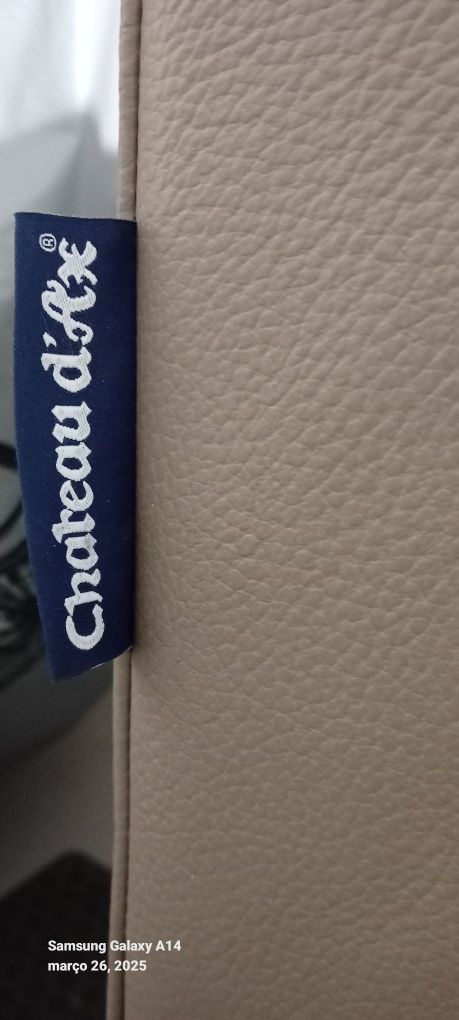 Chateau d'Ax®
Samsung Galaxy A14
março 26, 2025